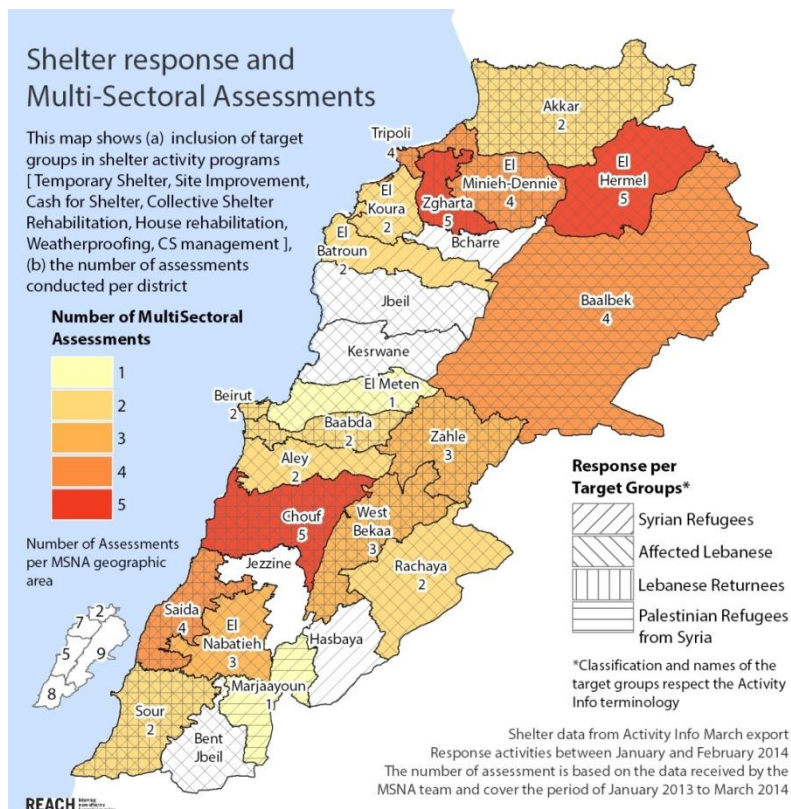 Shelter response and
Multi-Sectoral Assessments
This map shows (a) inclusion of target
groups in shelter activity programs
[ Temporary Shelter, Site Improvement,
Cash for Shelter, Collective Shelter
Rehabilitation, House rehabilitation,
Weatherproofing, CS management ],
(b) the number of assessments
conducted per district
Number of MultiSectoral
Assessments
1
2
3
4
5
Number of Assessments
per MSNA geographic
area
7
2
5
9
8
Akkar
2
Tripoli
4
El
Minieh-Dennie
4
El
Hermel
5
Zgharta
5
El
Koura
2
Bcharre
El
Batroun
2
Jbeil
Baalbek
4
Kesrwane
El Meten
1
Beirut
2
Baabda
2
Zahle
3
Aley
2
Chouf
5
West
Bekaa
3
Rachaya
2
Jezzine
Saida
4
El
Nabatieh
3
Hasbaya
Marjaayoun
1
Sour
2
Bent
Jbeil
Response per
Target Groups*
Syrian Refugees
Affected Lebanese
Lebanese Returnees
Palestinian Refugees
from Syria
*Classification and names of the
target groups respect the Activity
Info terminology
Shelter data from Activity Info March export
Response activities between January and February 2014
The number of assessment is based on the data received by the
MSNA team and cover the period of January 2013 to March 2014
REACH